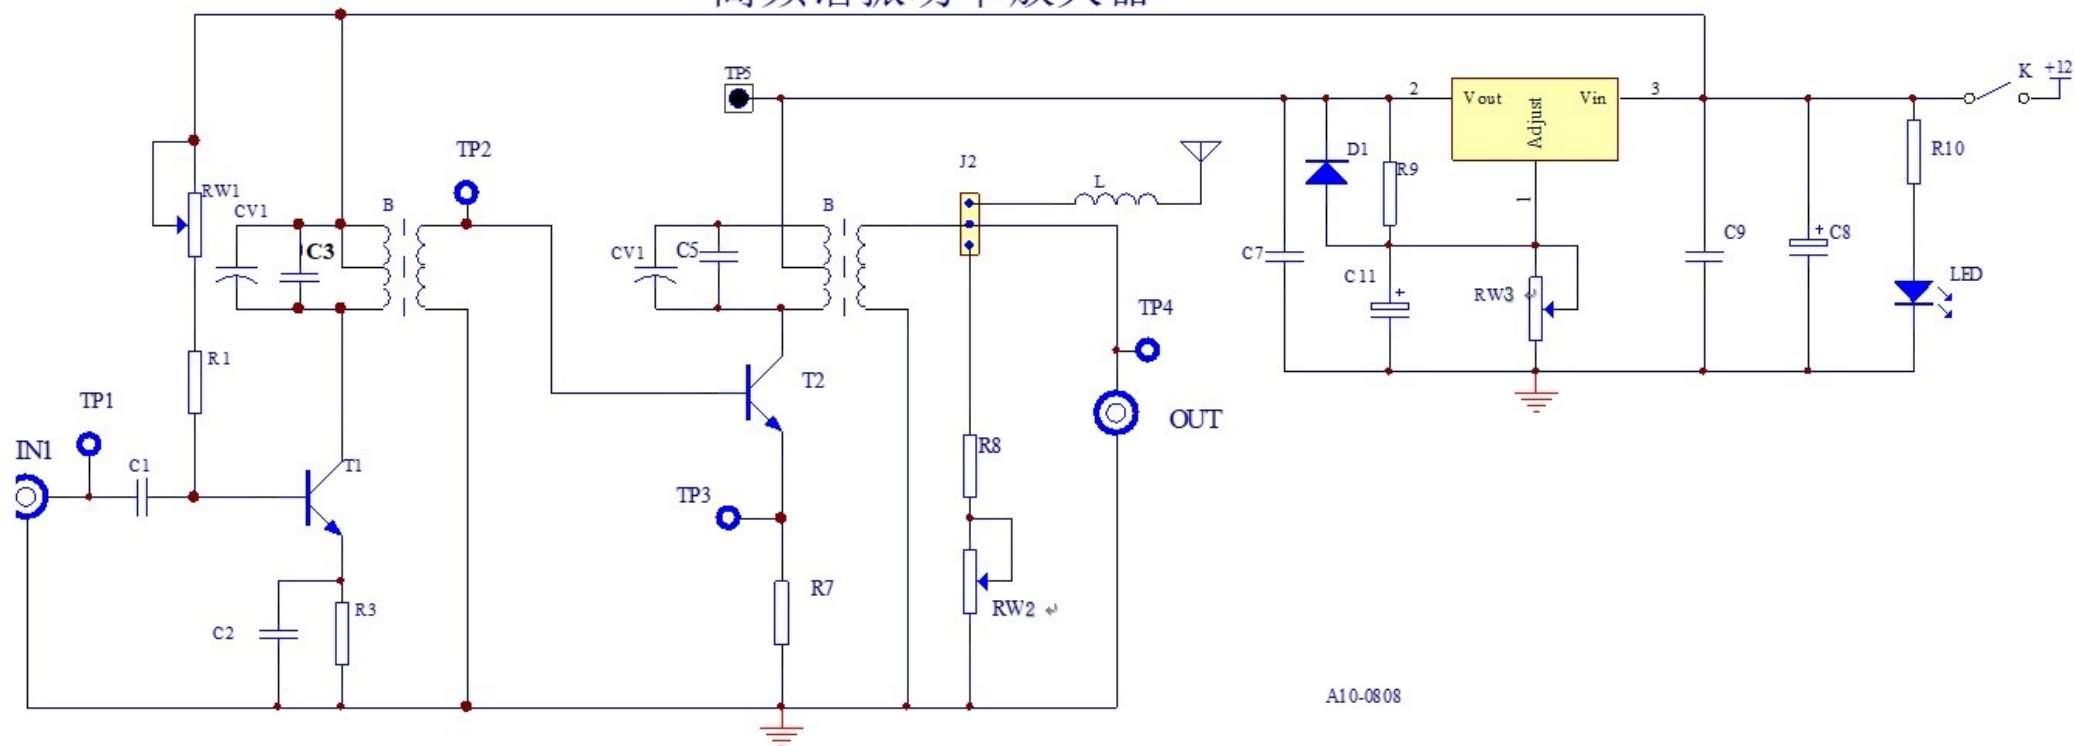 TP5
K +12
2 Vout Vin 3
Adjust
1
D1
R9
R10
J2
TP2
L
RW1
CV1
B
C3
CV1
C5
B
C7
C11
+
RW3
C9
+
C8
LED
TP4
R1
T2
OUT
TP1
IN1
C1
T1
R8
TP3
R7
RW2
C2
R3
A10-0808